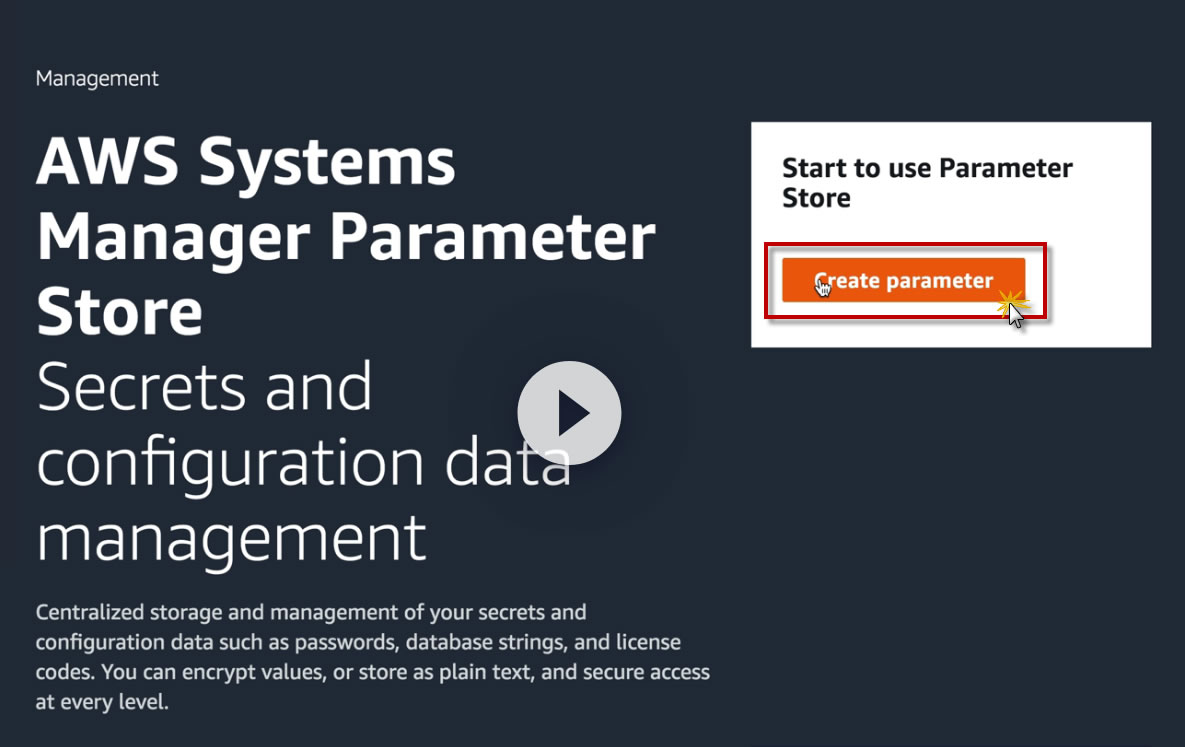 Management
AWS Systems
Manager Parameter
Store
Secrets and
configuration data
management
Centralized storage and management of your secrets and
configuration data such as passwords, database strings, and license
codes. You can encrypt values, or store as plain text, and secure access
at every level.
Start to use Parameter
Store
Create parameter